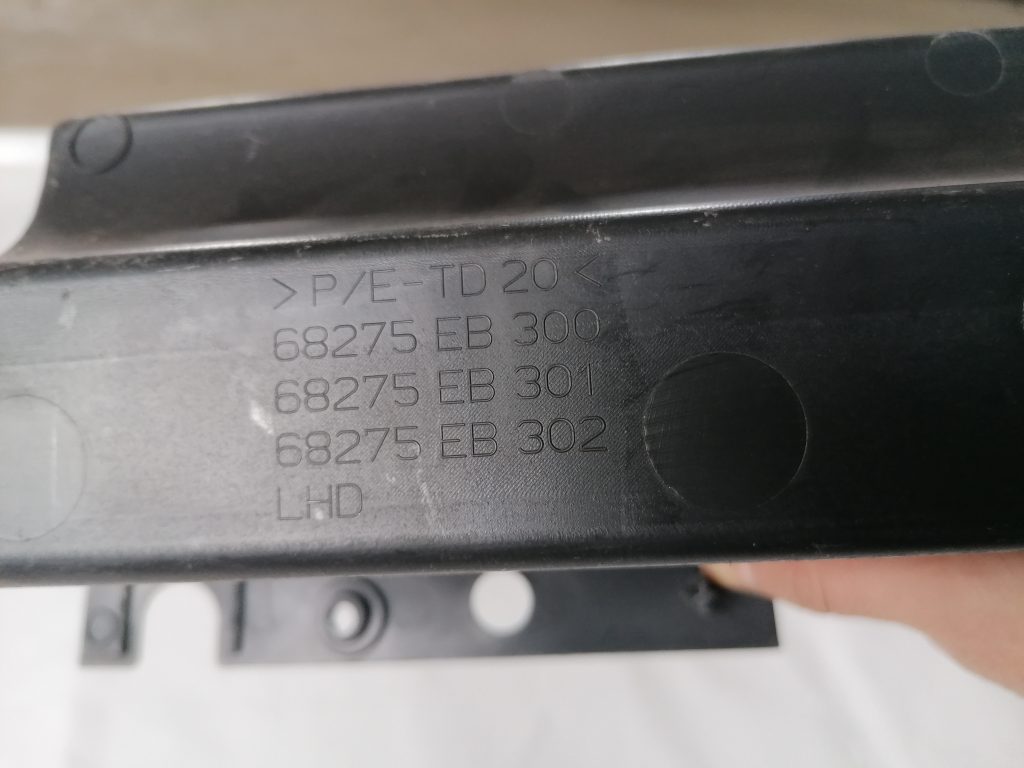 >P/E-TD 20<
68275 EB 300
68275 EB 301
68275 EB 302
LHD